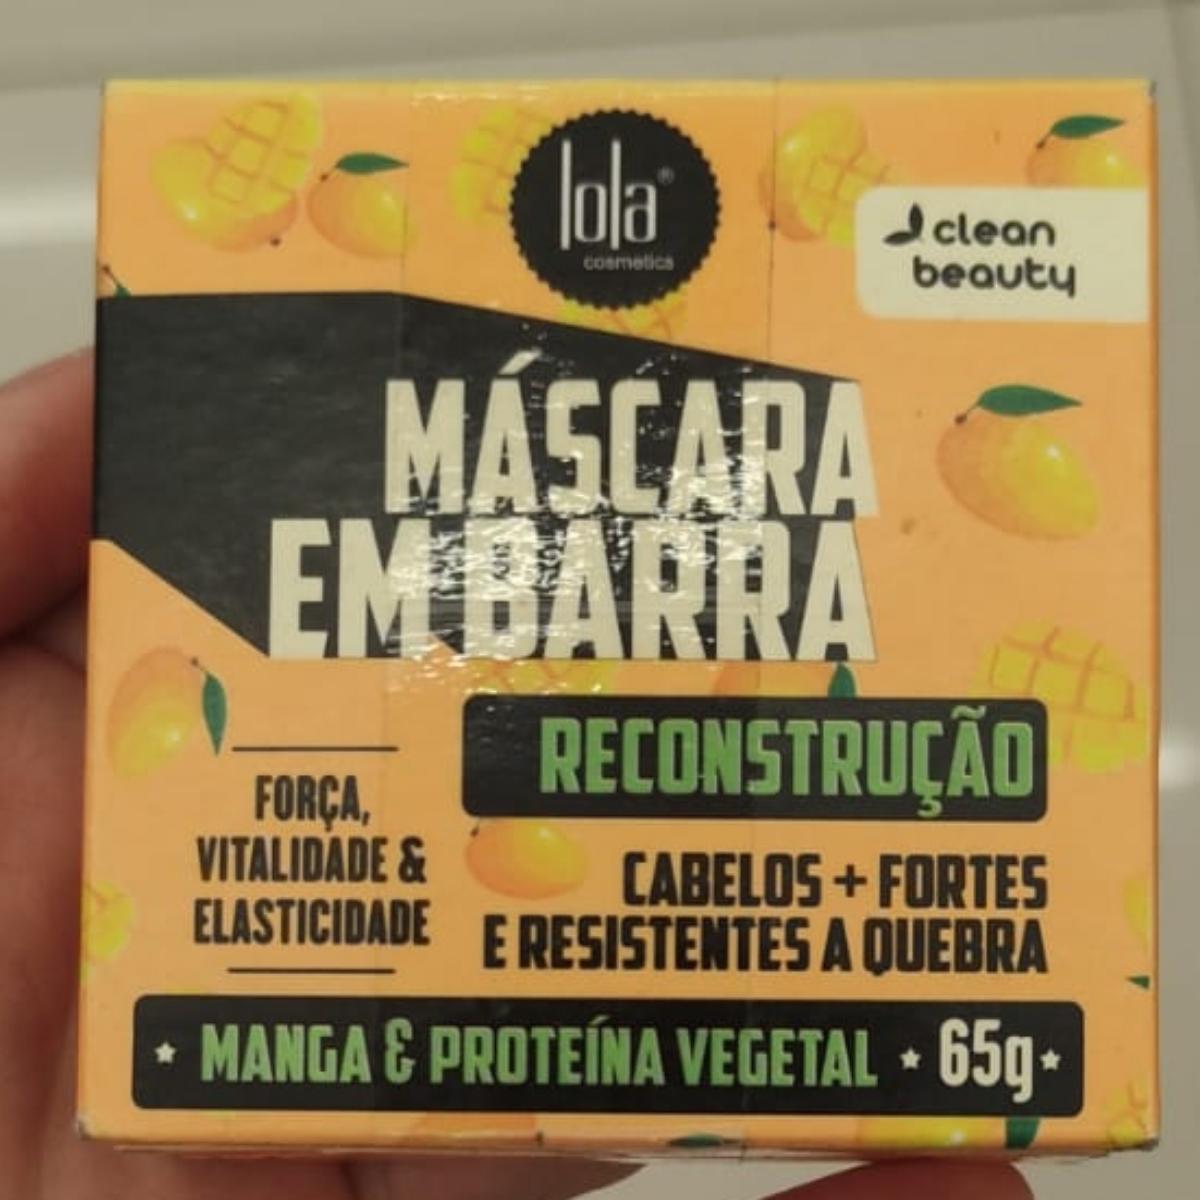 lola®
cosmetics
clean
beauty
MÁSCARA
EM BARRA
RECONSTRUÇÃO
FORÇA,
VITALIDADE &
ELASTICIDADE
CABELOS + FORTES
E RESISTENTES A QUEBRA
MANGA & PROTEÍNA VEGETAL 65g